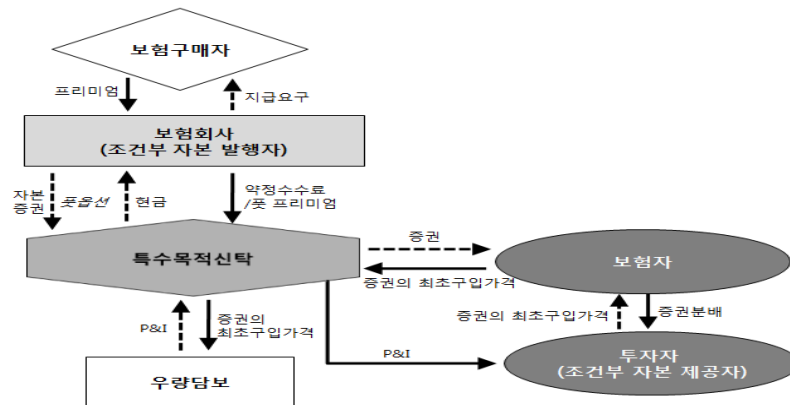 보험구매자
프리미엄
지급요구
보험회사
(조건부 자본 발행자)
자본
증권
풋옵션
현금
약정수수료
/풋 프리미엄
특수목적신탁
증권
보험자
증권의 최초구입가격
P&I
증권의
최초구입가격
증권의 최초구입가격
증권분배
P&I
우량담보
투자자
(조건부 자본 제공자)